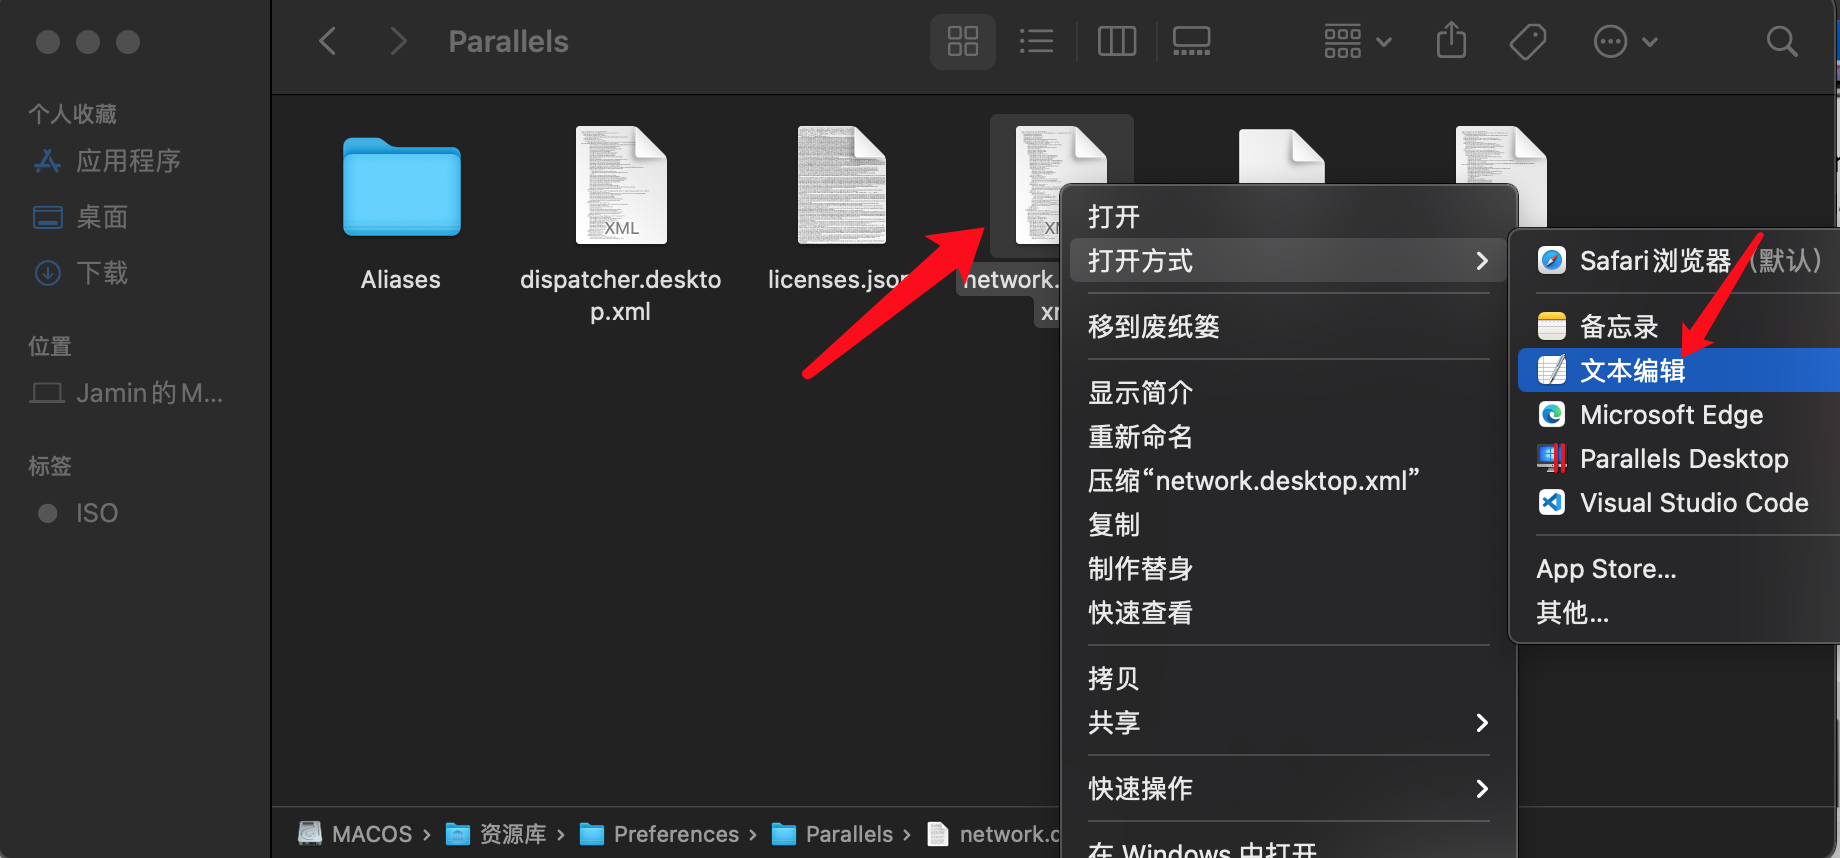 Parallels
个人收藏
应用程序
桌面
下载
位置
Jamin的M...
标签
ISO
Aliases
XML
dispatcher.deskto
p.xml
licenses.json
XM
network.
xm
打开
打开方式
移到废纸篓
显示简介
重新命名
压缩“network.desktop.xml”
复制
制作替身
快速查看
拷贝
共享
快速操作
在 Windows 中打开
Safari浏览器（默认）
备忘录
文本编辑
Microsoft Edge
Parallels Desktop
Visual Studio Code
App Store...
其他...
MACOS › 资源库 › Preferences › Parallels › network.d